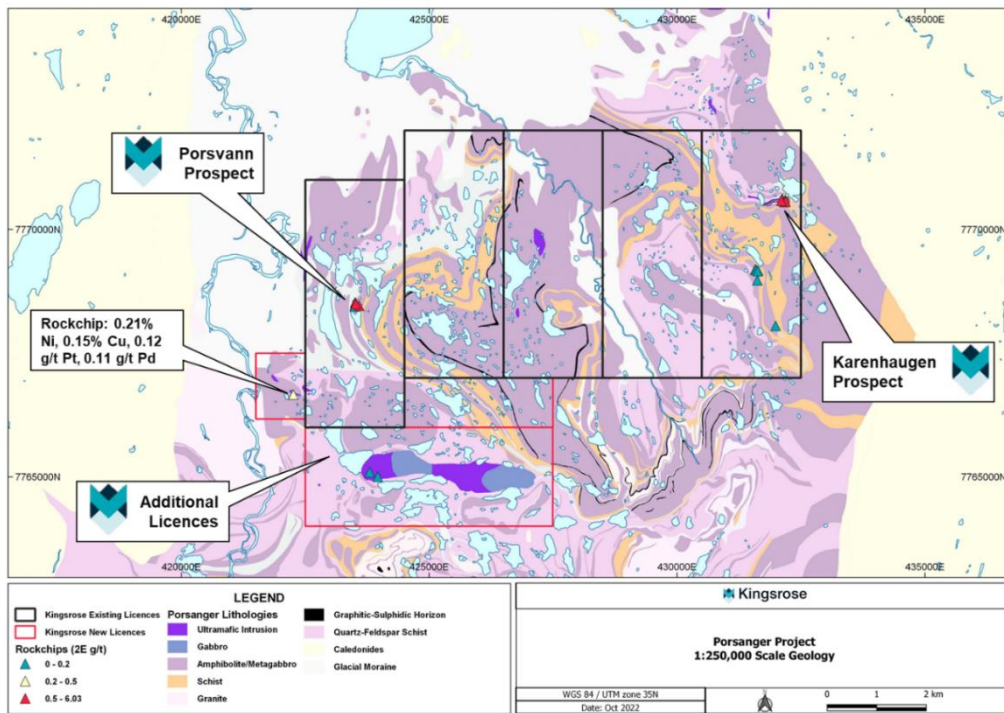 420000E
425000E
430000E
435000E
Porsvann
Prospect
7770000N
7770000N
Rockchip: 0.21%
Ni, 0.15% Cu, 0.12
g/t Pt, 0.11 g/t Pd
Karenhaugen
Prospect
Additional
Licences
7765000N
7765000N
420000E
425000E
430000E
435000E
LEGEND
Kingsrose Existing Licences
Kingsrose New Licences
Rockchips (2E g/t)
0 - 0.2
0.2 - 0.5
0.5 - 6.03
Porsanger Lithologies
Ultramafic Intrusion
Gabbro
Amphibolite/Metagabbro
Schist
Granite
Graphitic-Sulphidic Horizon
Quartz-Feldspar Schist
Caledonides
Glacial Moraine
Kingsrose
Porsanger Project
1:250,000 Scale Geology
WGS 84 / UTM zone 35N
Date: Oct 2022
0 1 2 km